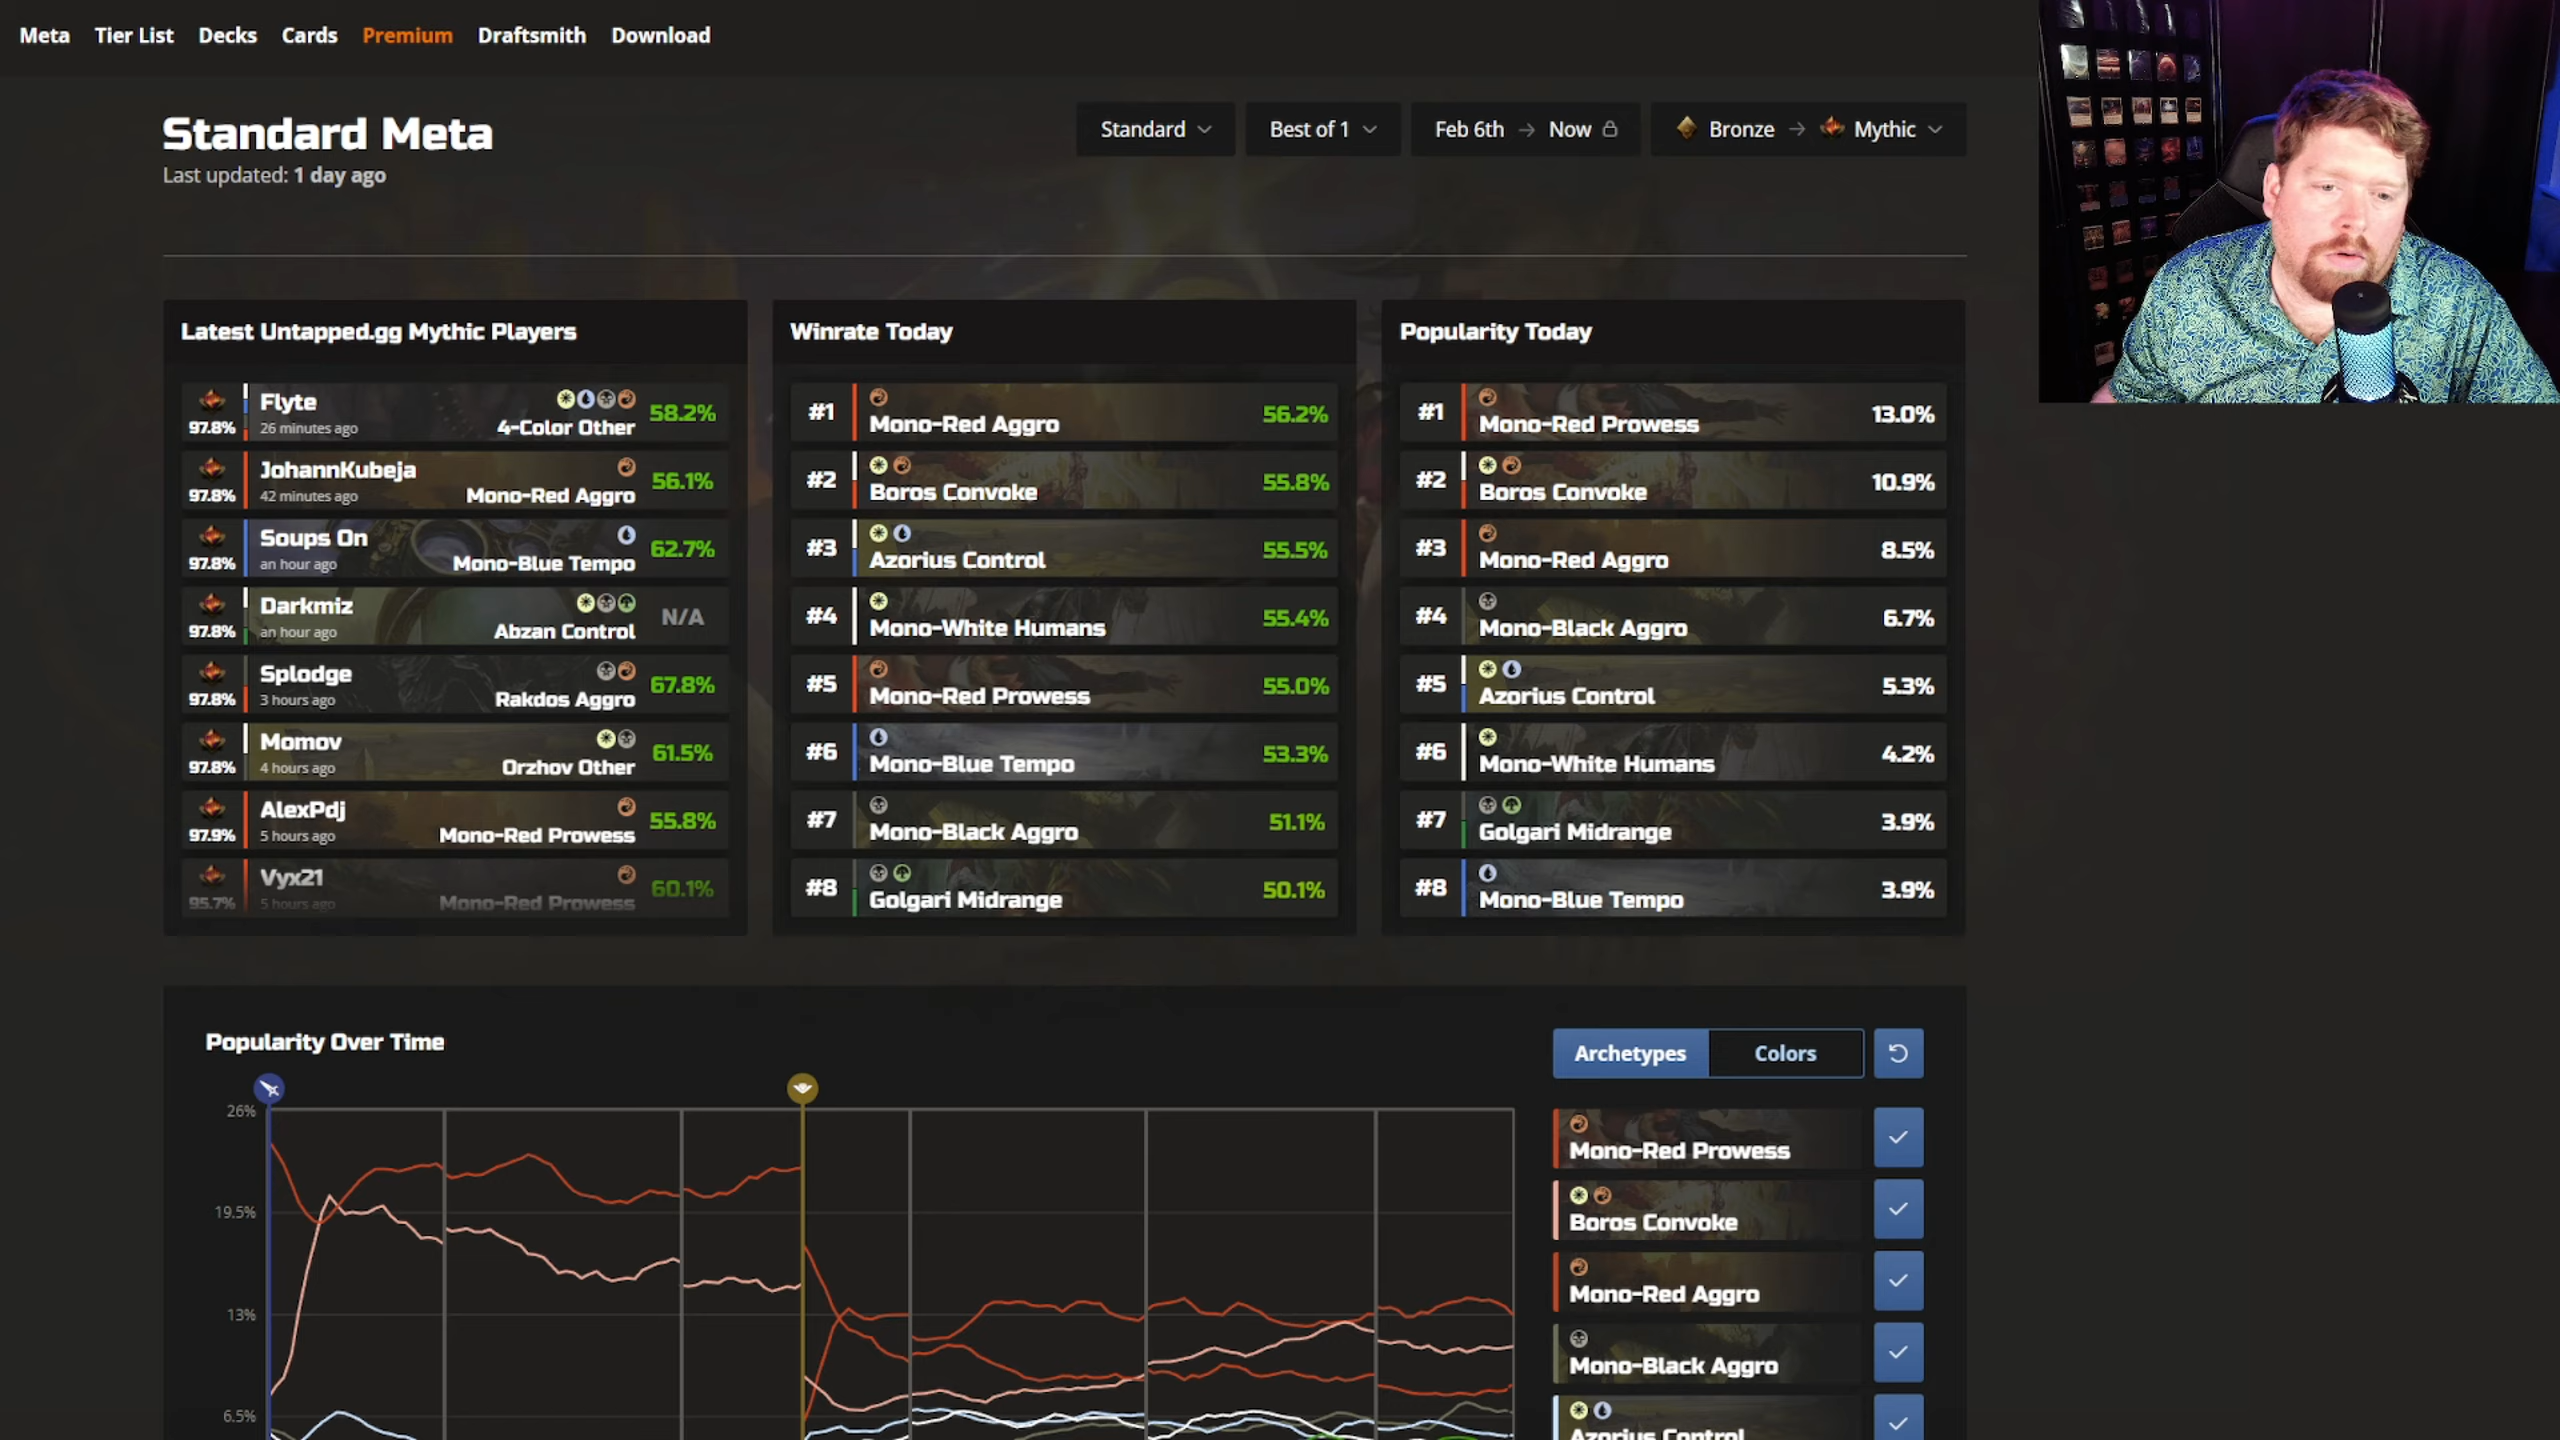 Meta Tier List Decks Cards Premium Draftsmith Download
Standard Meta
Last updated: 1 day ago
Standard
Best of 1
Feb 6th → Now
Bronze → Mythic
Latest Untapped.gg Mythic Players
97.8% Flyte 26 minutes ago 4-Color Other 58.2%
97.8% JohannKubeja 42 minutes ago Mono-Red Aggro 56.1%
97.8% Soups On an hour ago Mono-Blue Tempo 62.7%
97.8% Darkmiz an hour ago Abzan Control N/A
97.8% Splodge 3 hours ago Rakdos Aggro 67.8%
97.8% Momov 4 hours ago Orzhov Other 61.5%
97.9% AlexPdj 5 hours ago Mono-Red Prowess 55.8%
95.7% Vyx21 5 hours ago Mono-Red Prowess 60.1%
Winrate Today
#1 Mono-Red Aggro 56.2%
#2 Boros Convoke 55.8%
#3 Azorius Control 55.5%
#4 Mono-White Humans 55.4%
#5 Mono-Red Prowess 55.0%
#6 Mono-Blue Tempo 53.3%
#7 Mono-Black Aggro 51.1%
#8 Golgari Midrange 50.1%
Popularity Today
#1 Mono-Red Prowess 13.0%
#2 Boros Convoke 10.9%
#3 Mono-Red Aggro 8.5%
#4 Mono-Black Aggro 6.7%
#5 Azorius Control 5.3%
#6 Mono-White Humans 4.2%
#7 Golgari Midrange 3.9%
#8 Mono-Blue Tempo 3.9%
Popularity Over Time
26%
19.5%
13%
6.5%
Archetypes Colors
Mono-Red Prowess
Boros Convoke
Mono-Red Aggro
Mono-Black Aggro
Azorius Control